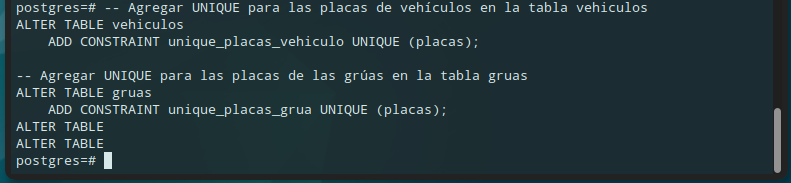 postgres=# -- Agregar UNIQUE para las placas de vehículos en la tabla vehiculos
ALTER TABLE vehiculos
    ADD CONSTRAINT unique_placas_vehiculo UNIQUE (placas);

-- Agregar UNIQUE para las placas de las grúas en la tabla gruas
ALTER TABLE gruas
    ADD CONSTRAINT unique_placas_grua UNIQUE (placas);
ALTER TABLE
ALTER TABLE
postgres=#